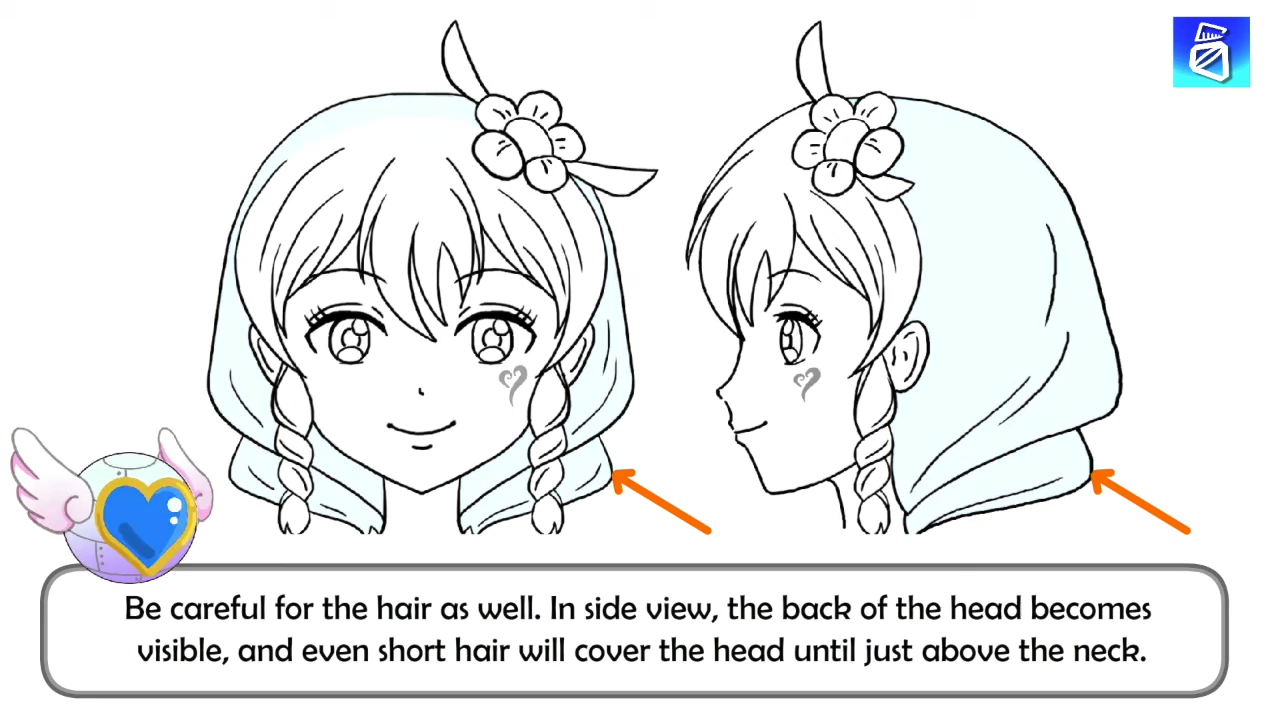 Be careful for the hair as well. In side view, the back of the head becomes
visible, and even short hair will cover the head until just above the neck.